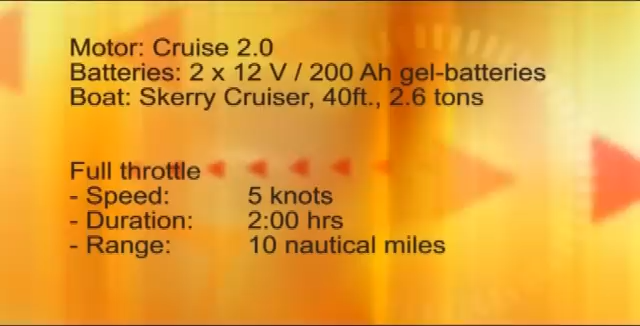 Motor: Cruise 2.0
Batteries: 2 x 12 V / 200 Ah gel-batteries
Boat: Skerry Cruiser, 40ft., 2.6 tons
Full throttle
- Speed: 5 knots
- Duration: 2:00 hrs
- Range: 10 nautical miles